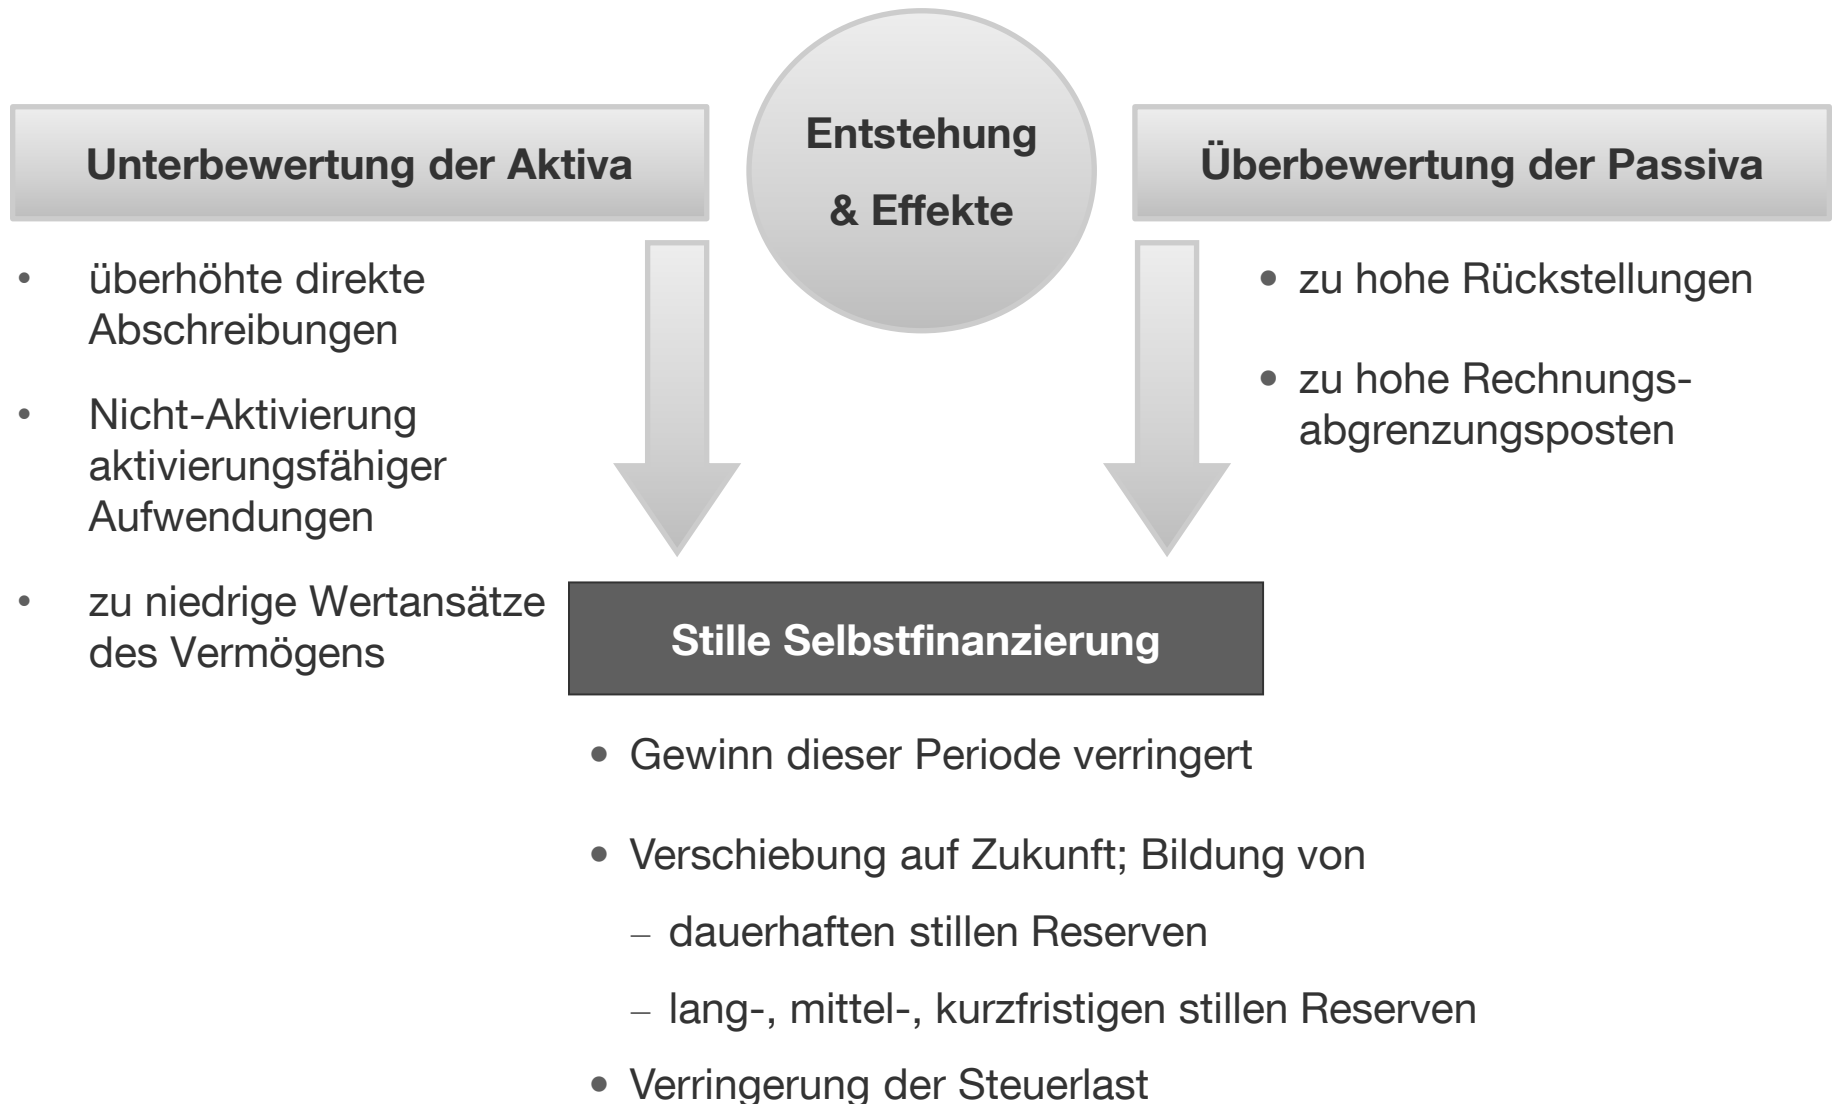 Entstehung
& Effekte
Unterbewertung der Aktiva
• überhöhte direkte
Abschreibungen
• Nicht-Aktivierung
aktivierungsfähiger
Aufwendungen
• zu niedrige Wertansätze
des Vermögens
Überbewertung der Passiva
• zu hohe Rückstellungen
• zu hohe Rechnungs-
abgrenzungsposten
Stille Selbstfinanzierung
• Gewinn dieser Periode verringert
• Verschiebung auf Zukunft; Bildung von
– dauerhaften stillen Reserven
– lang-, mittel-, kurzfristigen stillen Reserven
• Verringerung der Steuerlast